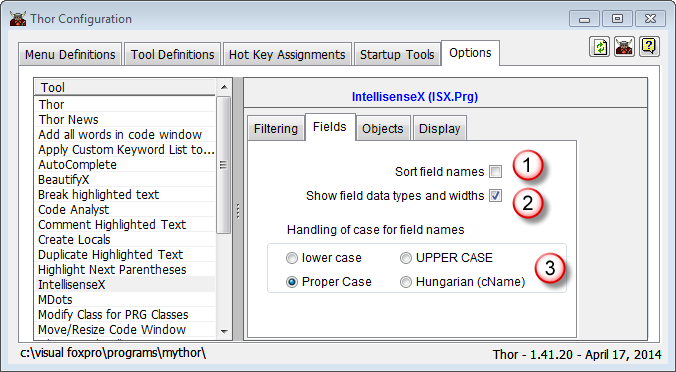 Thor Configuration
Menu Definitions Tool Definitions Hot Key Assignments Startup Tools Options
Tool
Thor
Thor News
Add all words in code window
Apply Custom Keyword List to...
AutoComplete
BeautifyX
Break highlighted text
Code Analyst
Comment Highlighted Text
Create Locals
Duplicate Highlighted Text
Highlight Next Parentheses
IntellisenseX
MDots
Modify Class for PRG Classes
Move/Resize Code Window
IntellisenseX (ISX.Prg)
Filtering Fields Objects Display
Sort field names 1
Show field data types and widths 2
Handling of case for field names
lower case UPPER CASE
Proper Case Hungarian (cName) 3
c:\visual foxpro\programs\mythor\ Thor - 1.41.20 - April 17, 2014